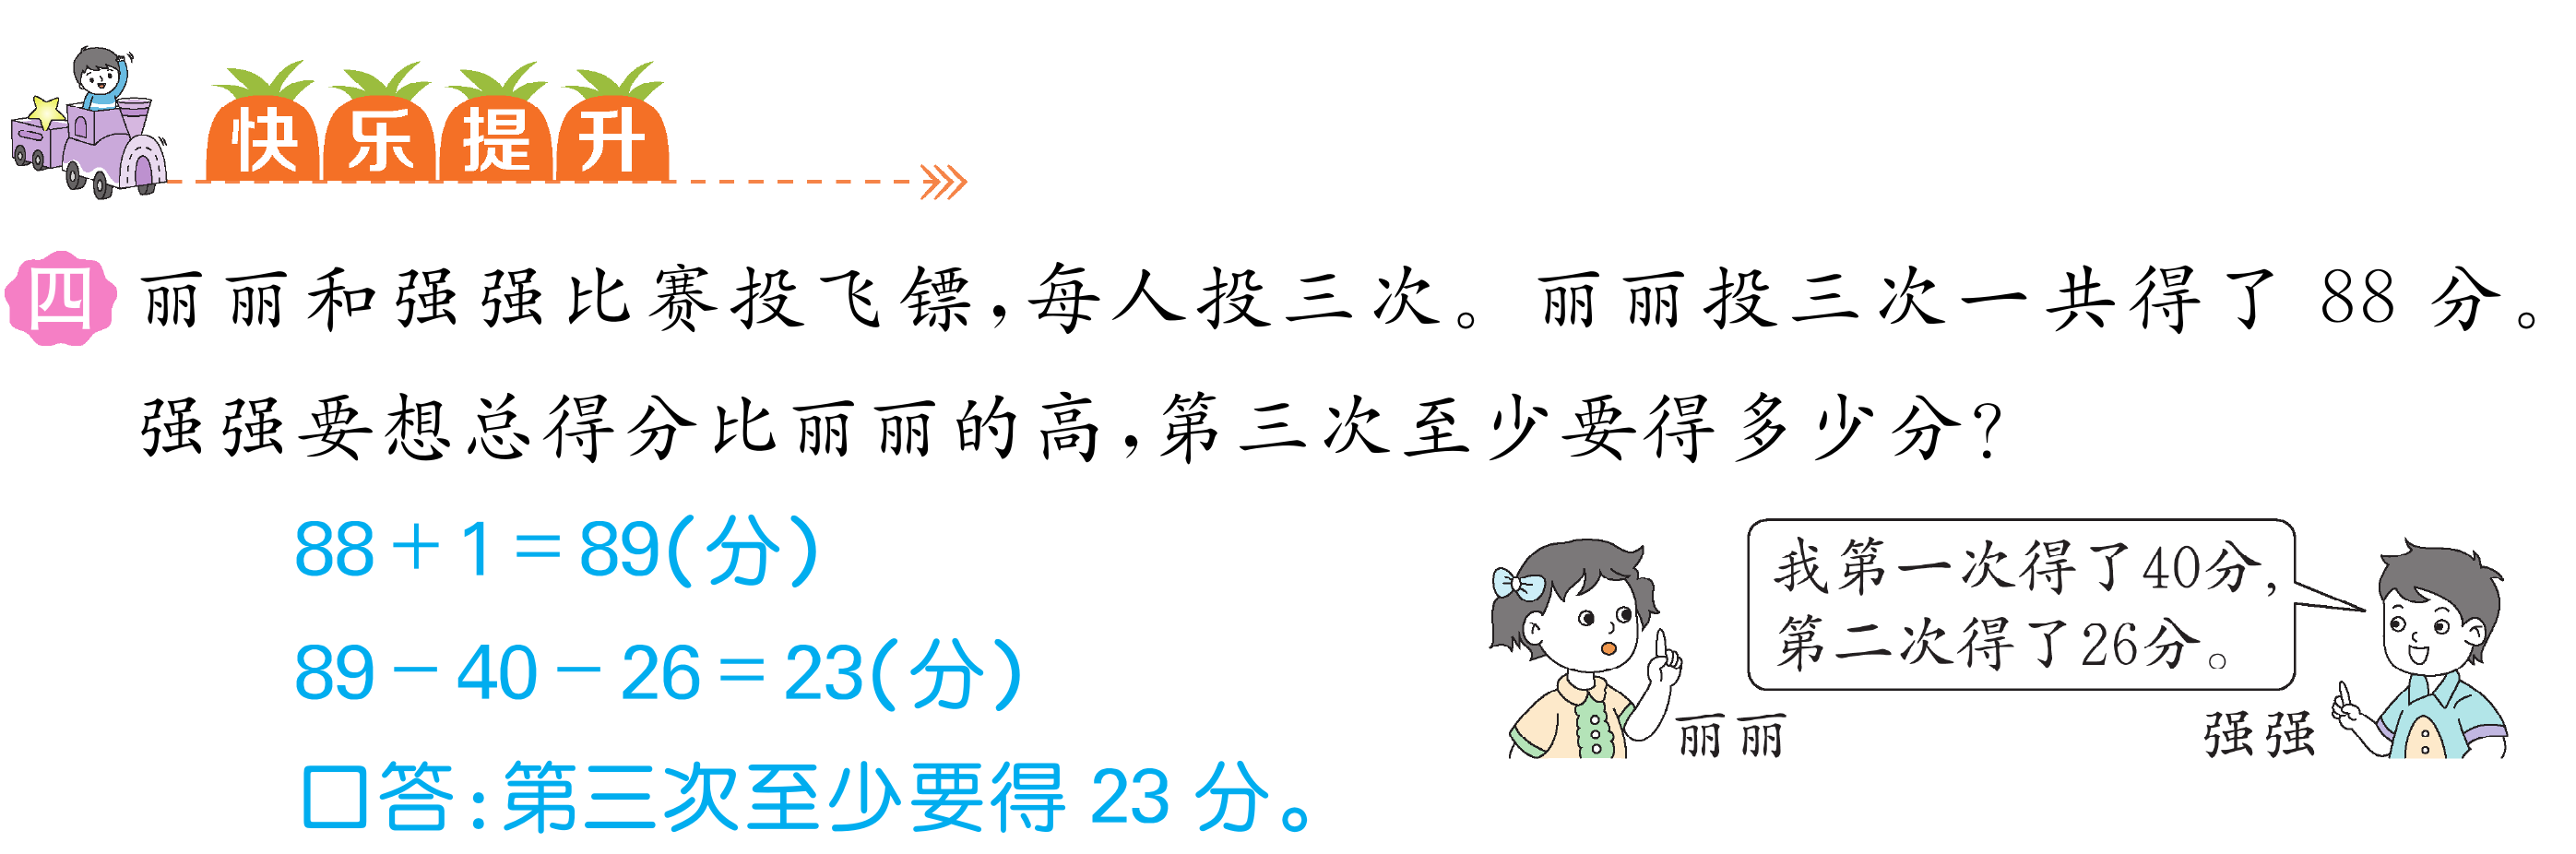 快乐提升
四 丽丽和强强比赛投飞镖,每人投三次。丽丽投三次一共得了 88 分。
强强要想总得分比丽丽的高,第三次至少要得多少分?
88+1=89(分)
89-40-26=23(分)
口答:第三次至少要得 23 分。
我第一次得了40分,
第二次得了26分。
丽丽
强强